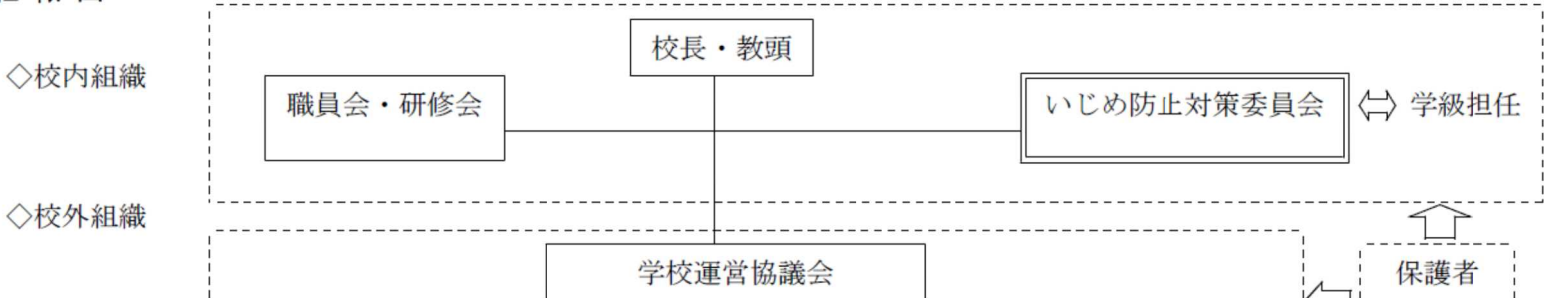 校長・教頭
◇校内組織
職員会・研修会
いじめ防止対策委員会
学級担任
◇校外組織
学校運営協議会
保護者